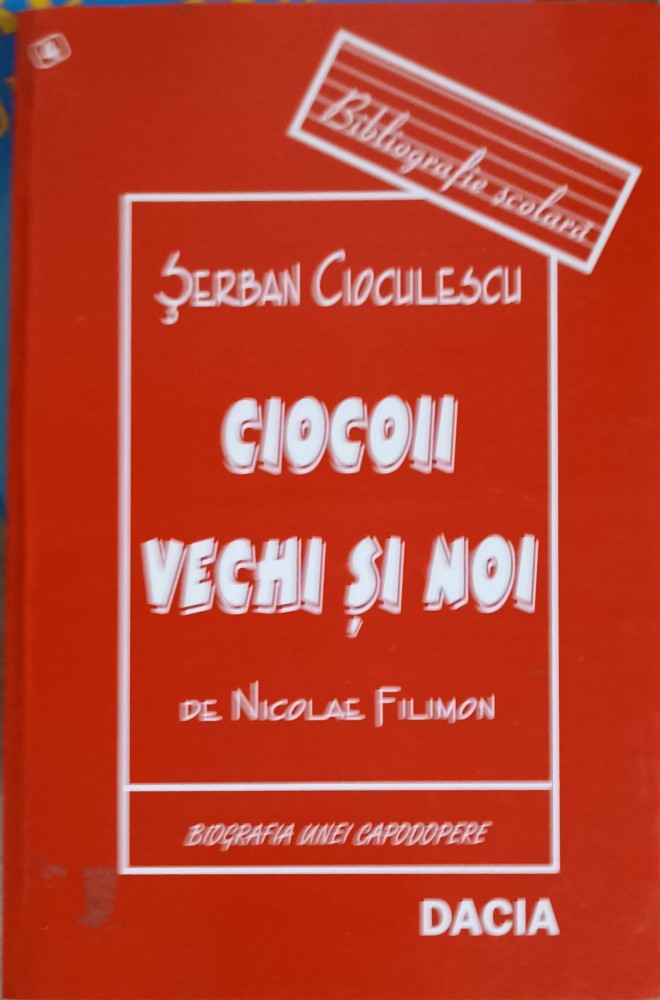 Bibliografie școlară
ȘERBAN CIOCULESCU
CIOCOII
VECHI ȘI NOI
DE NICOLAE FILIMON
BIOGRAFIA UNEI CAPODOPERE
DACIA